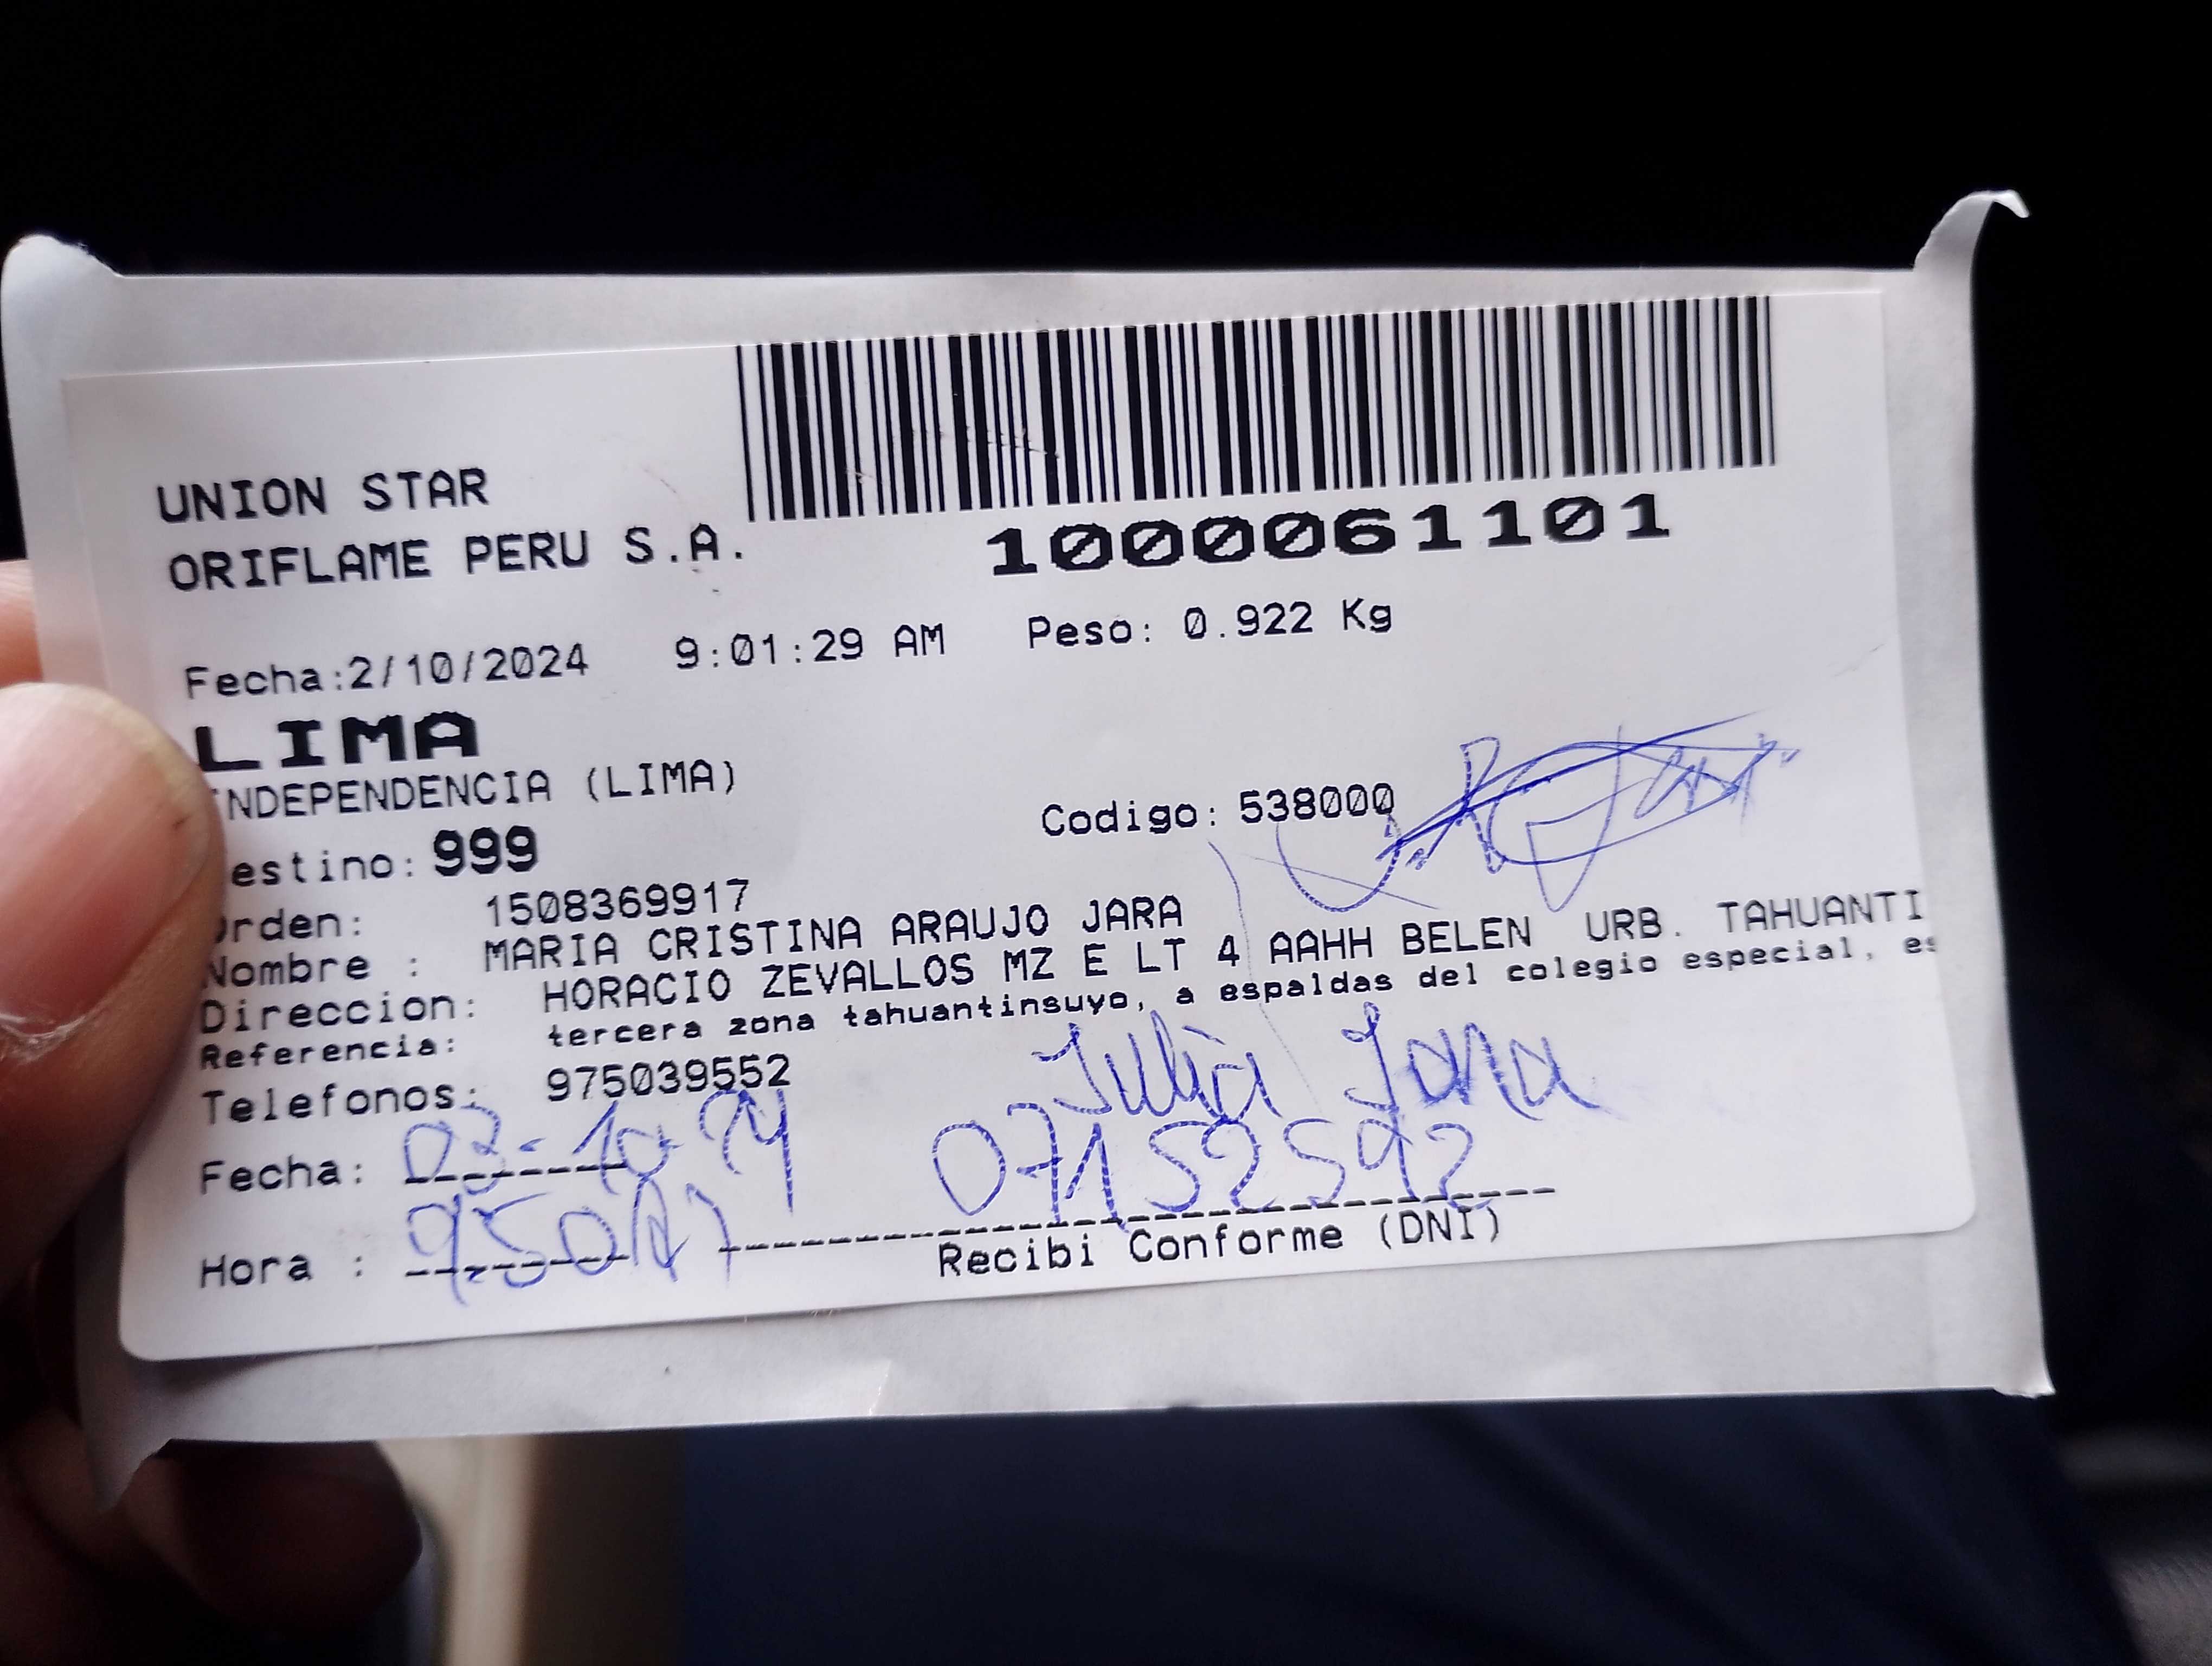 UNION STAR
ORIFLAME PERU S.A.
1000061101
Fecha:2/10/2024 9:01:29 AM Peso: 0.922 Kg
LIMA
NDEPENDENCIA (LIMA)
estino: 999 Codigo: 538000
Orden: 1508369917
Nombre : MARIA CRISTINA ARAUJO JARA
Direccion: HORACIO ZEVALLOS MZ E LT 4 AAHH BELEN URB. TAHUANTI
Referencia: tercera zona tahuantinsuyo, a espaldas del colegio especial, es
Telefonos: 975039552
Julia Jara
Fecha: 03-10-24 07152592
Hora :
Recibi Conforme (DNI)